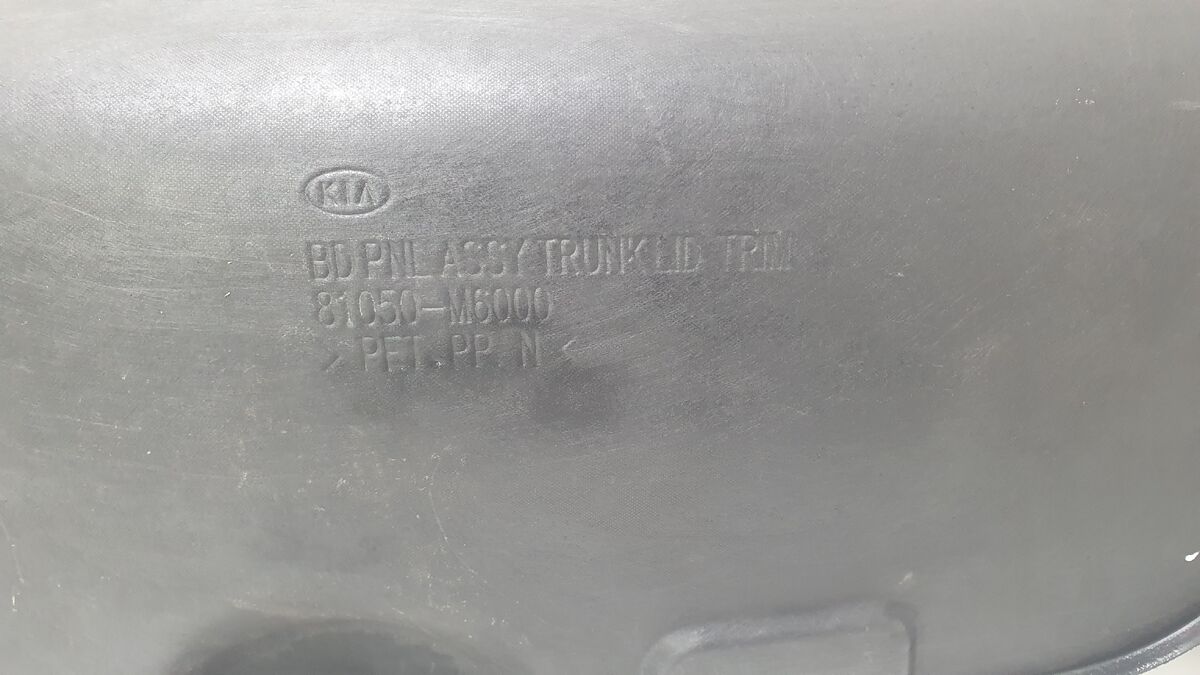 KIA
BD PNL ASSY TRUNK LID TRIM
81050-M6000
> PET, PP, N <